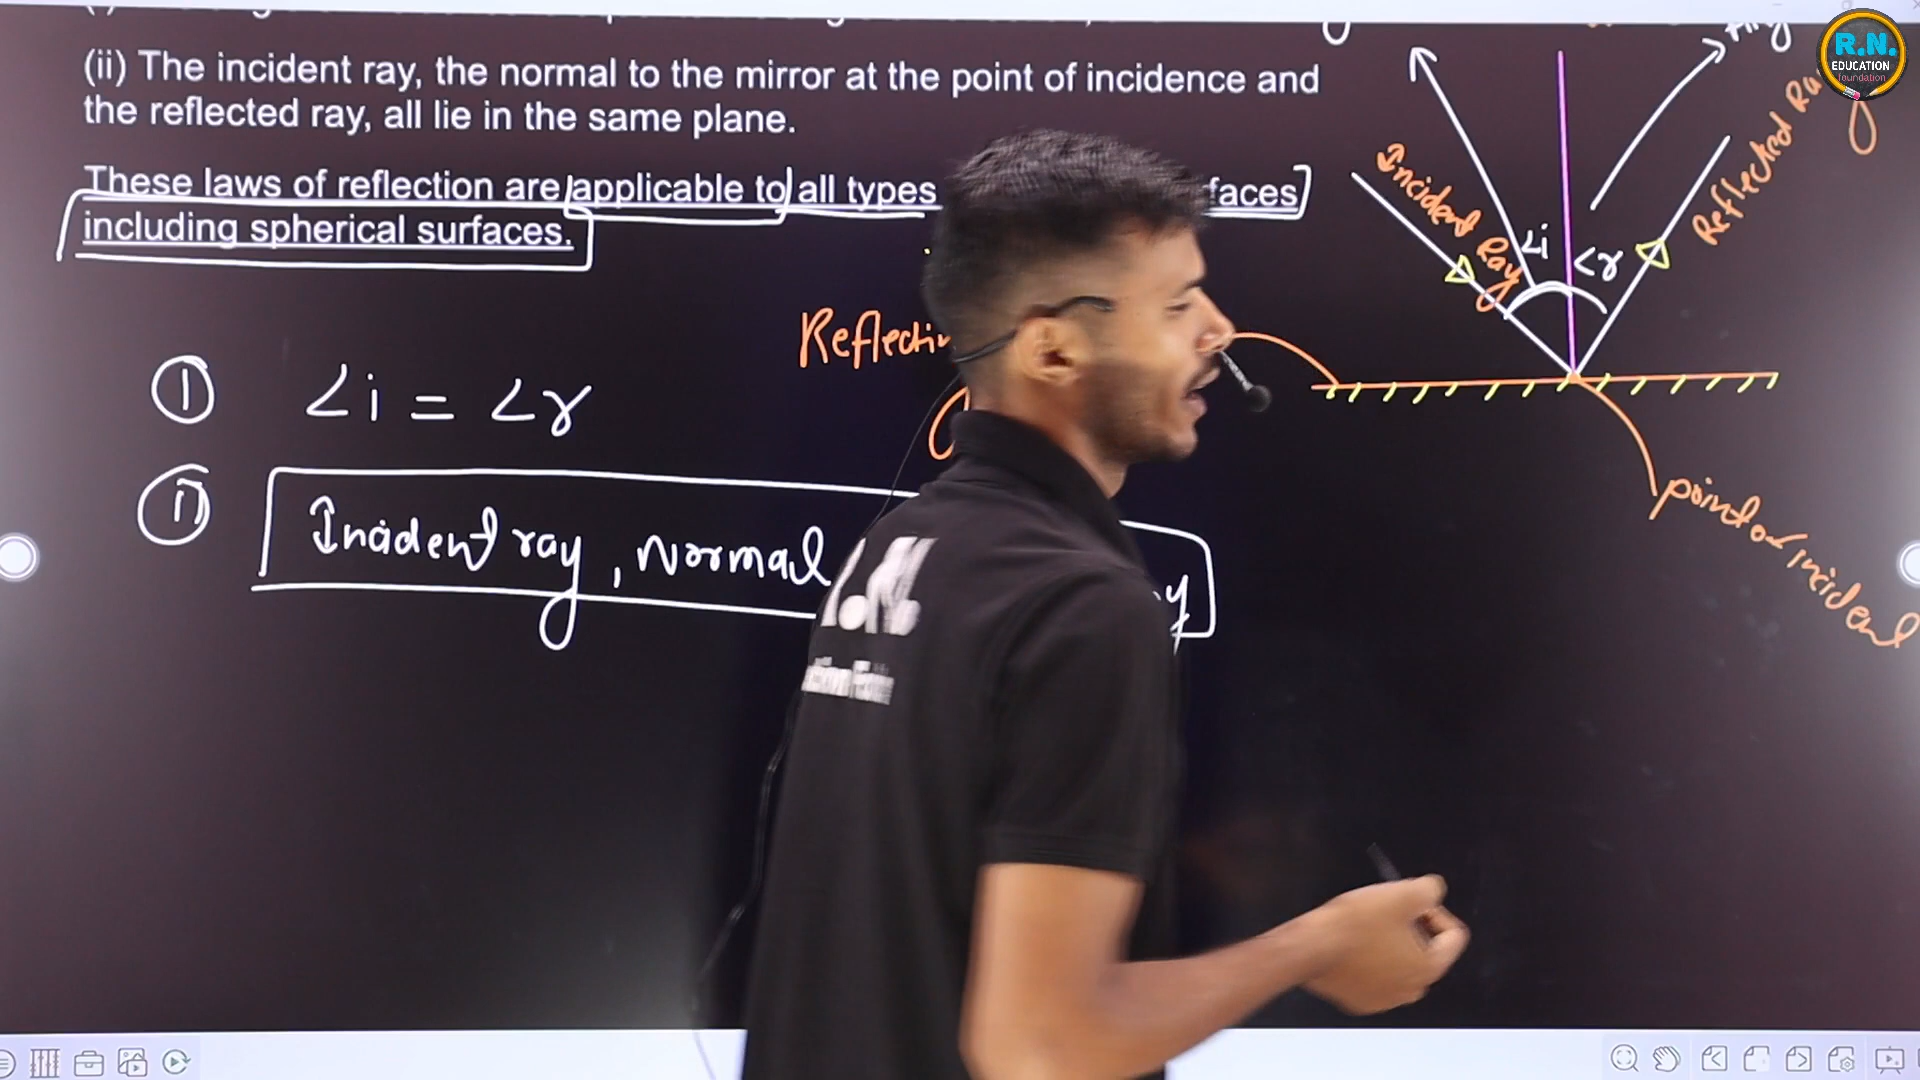 (ii) The incident ray, the normal to the mirror at the point of incidence and
the reflected ray, all lie in the same plane.
These laws of reflection are applicable to all types faces
including spherical surfaces.
R.N.
EDUCATION
foundation
Incident Ray
Reflected Ra
∠i
∠r
Reflectin
① ∠i = ∠r
② Incident ray, Normal y
point of incident
.N.